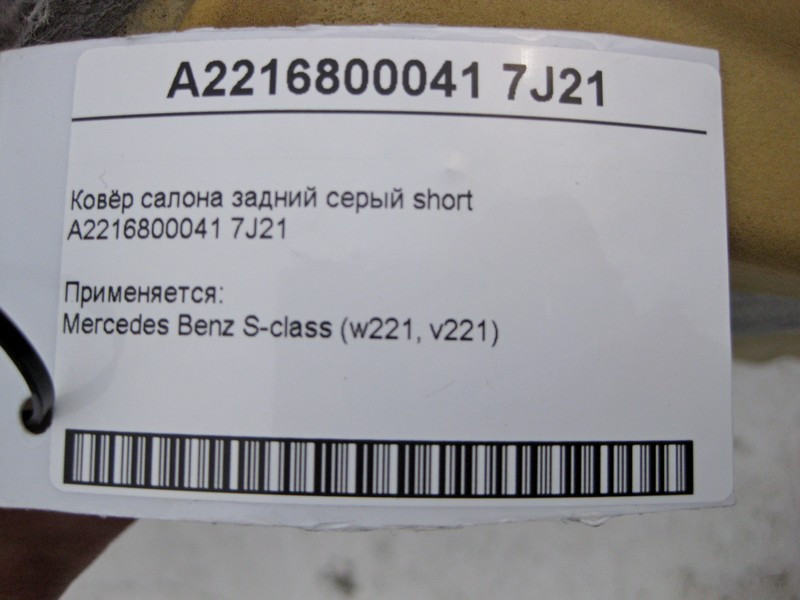 A2216800041 7J21
Ковёр салона задний серый short
A2216800041 7J21
Применяется:
Mercedes Benz S-class (w221, v221)